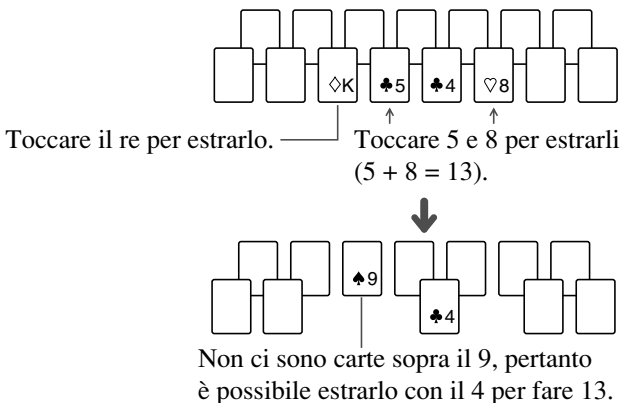 ♢K ♣5 ♣4 ♡8
Toccare il re per estrarlo.
Toccare 5 e 8 per estrarli
(5 + 8 = 13).
♠9
♣4
Non ci sono carte sopra il 9, pertanto
è possibile estrarlo con il 4 per fare 13.